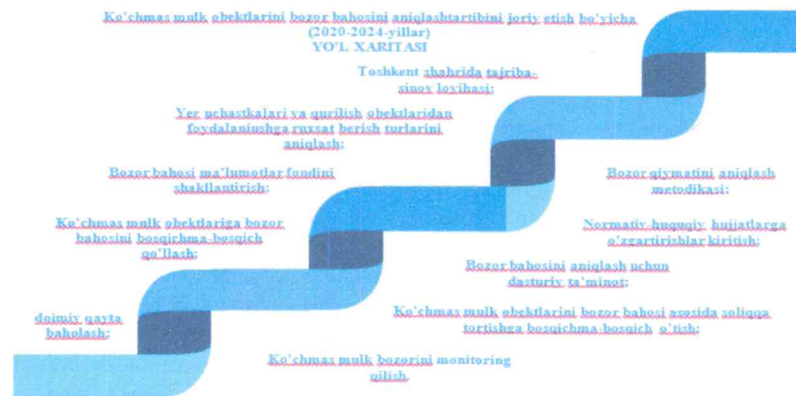 Ko'chmas mulk obektlarini bozor bahosini aniqlashtartibini joriy etish bo'yicha
(2020-2024-yillar)
YO'L XARITASI
Toshkent shahrida tajriba-
sinov loyihasi;
Yer uchastkalari va qurilish obektlaridan
foydalaniushga ruxsat berish turlarini
aniqlash;
Bozor bahosi ma'lumotlar fondini
shakllantirish;
Ko'chmas mulk obektlariga bozor
bahosini bosqichma-bosqich
qo'llash;
doimiy qayta
baholash;
Bozor qiymatini aniqlash
metodikasi;
Normativ-huquqiy hujjatlarga
o'zgartirishlar kiritish;
Bozor bahosini aniqlash uchun
dasturiy ta'minot;
Ko'chmas mulk obektlarini bozor bahosi asosida soliqqa
tortishga bosqichma-bosqich o'tish;
Ko'chmas mulk bozorini monitoring
qilish.